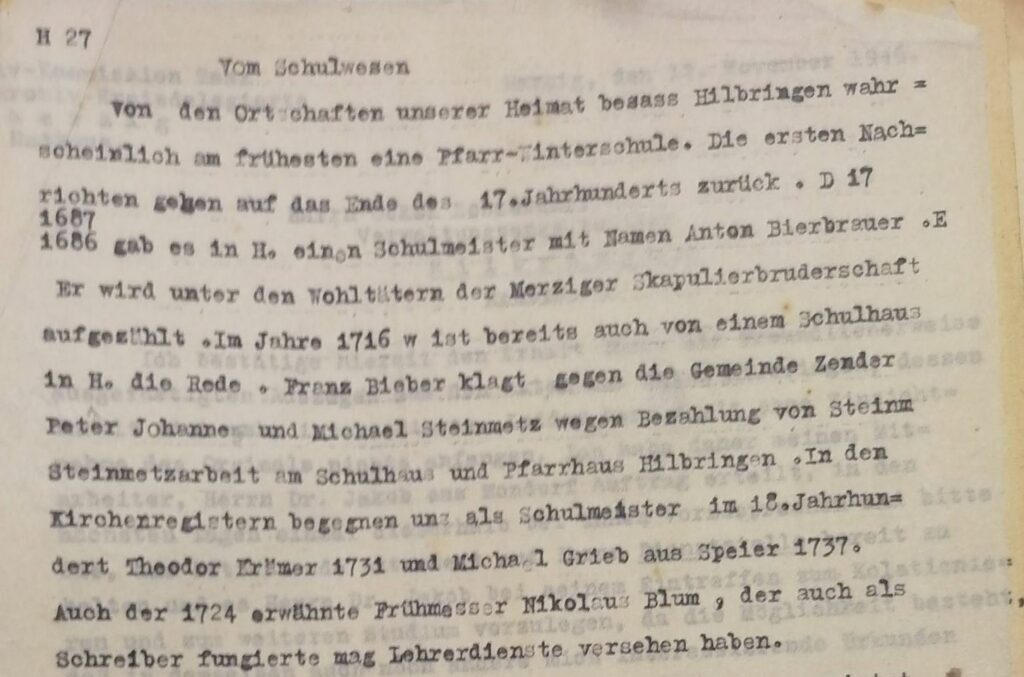 H 27
Vom Schulwesen
Von den Ortschaften unserer Heimat besass Hilbringen wahr =
scheinlich am frühesten eine Pfarr-Winterschule. Die ersten Nach=
richten gehen auf das Ende des 17.Jahrhunderts zurück . D 17
1687
1686 gab es in H. einen Schulmeister mit Namen Anton Bierbrauer .E
Er wird unter den Wohltätern der Merziger Skapulierbruderschaft
aufgezählt .Im Jahre 1716 w ist bereits auch von einem Schulhaus
in H. die Rede . Franz Bieber klagt gegen die Gemeinde Zender
Peter Johannes und Michael Steinmetz wegen Bezahlung von Steinm
Steinmetzarbeit am Schulhaus und Pfarrhaus Hilbringen .In den
Kirchenregistern begegnen uns als Schulmeister im 18.Jahrhun=
dert Theodor Krämer 1731 und Michael Grieb aus Speier 1737.
Auch der 1724 erwähnte Frühmesser Nikolaus Blum , der auch als
Schreiber fungierte mag Lehrerdienste versehen haben.